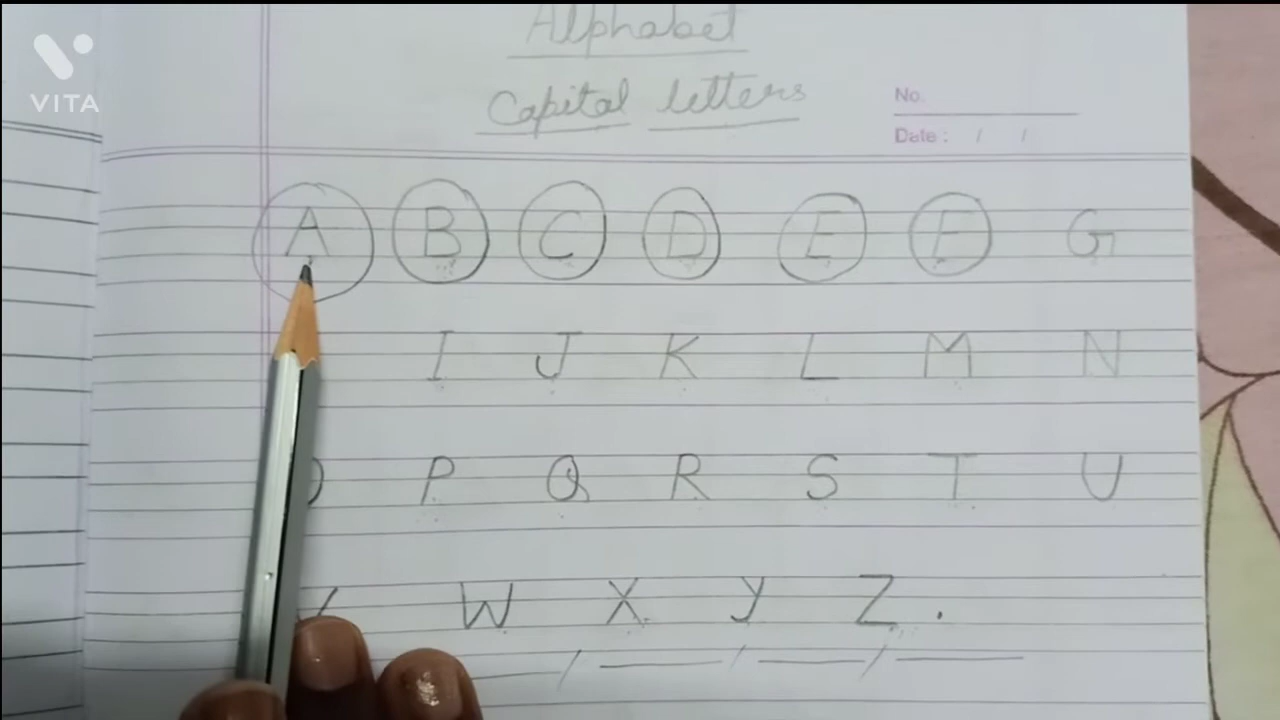 VITA
Alphabet
Capital letters
No.
Date : / /
A B C D E F G
I J K L M N
P Q R S T U
W X Y Z .